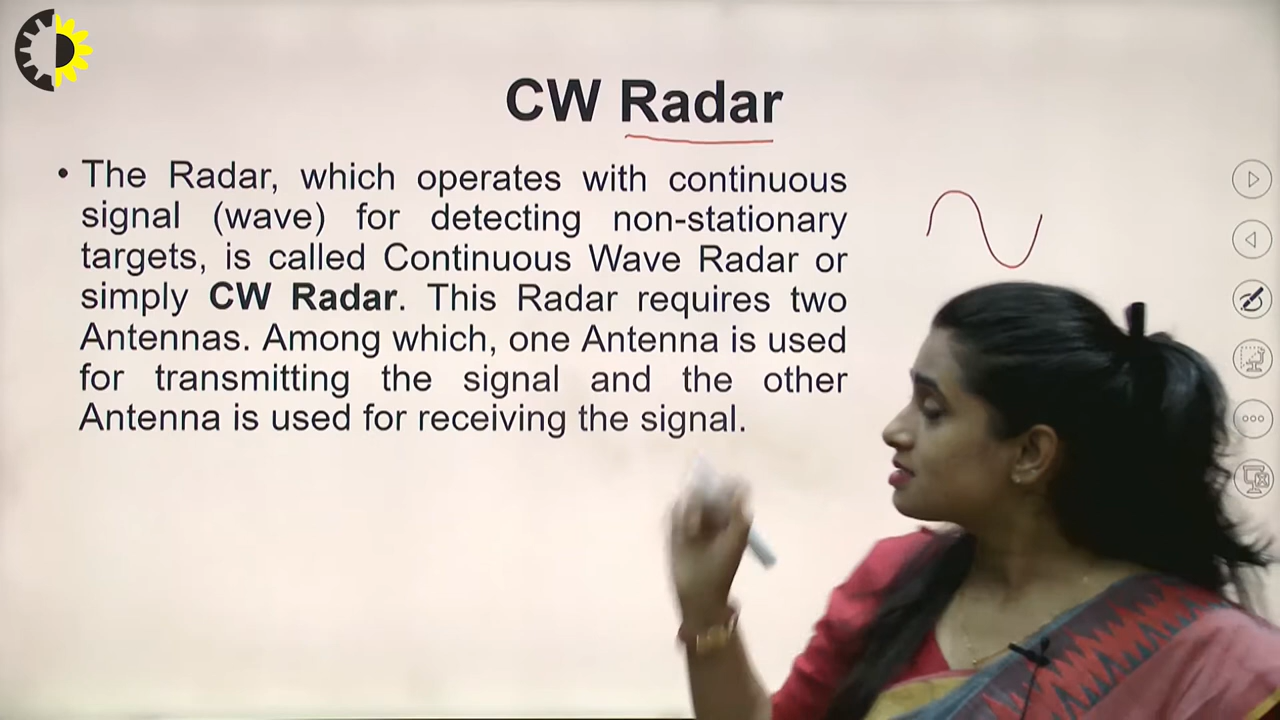 CW Radar
• The Radar, which operates with continuous
signal (wave) for detecting non-stationary
targets, is called Continuous Wave Radar or
simply CW Radar. This Radar requires two
Antennas. Among which, one Antenna is used
for transmitting the signal and the other
Antenna is used for receiving the signal.